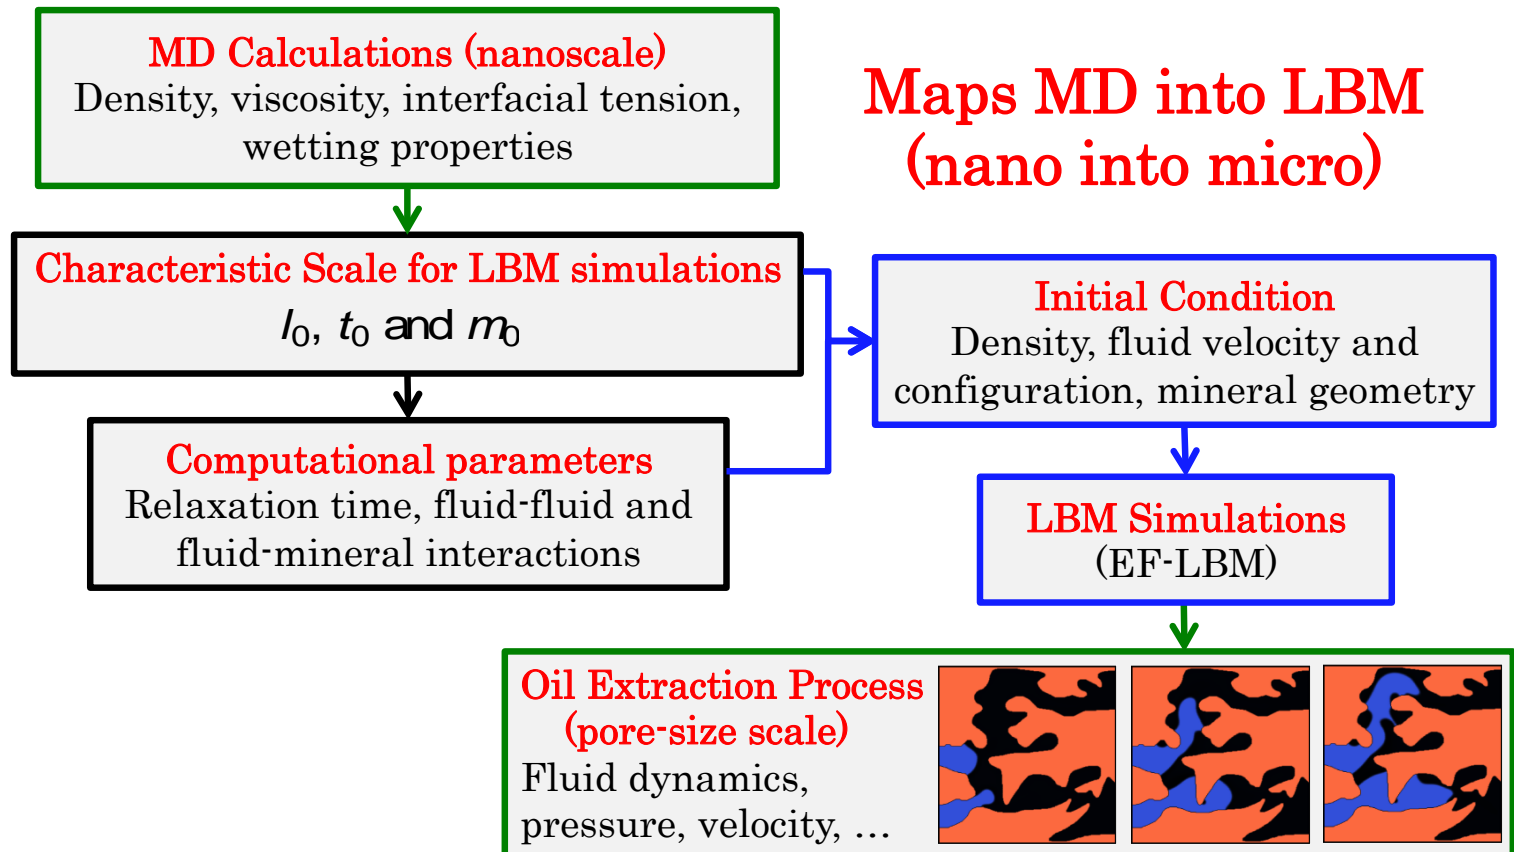 MD Calculations (nanoscale)
Density, viscosity, interfacial tension,
wetting properties
Maps MD into LBM
(nano into micro)
Characteristic Scale for LBM simulations
l₀, t₀ and m₀
Computational parameters
Relaxation time, fluid-fluid and
fluid-mineral interactions
Initial Condition
Density, fluid velocity and
configuration, mineral geometry
LBM Simulations
(EF-LBM)
Oil Extraction Process
(pore-size scale)
Fluid dynamics,
pressure, velocity, …